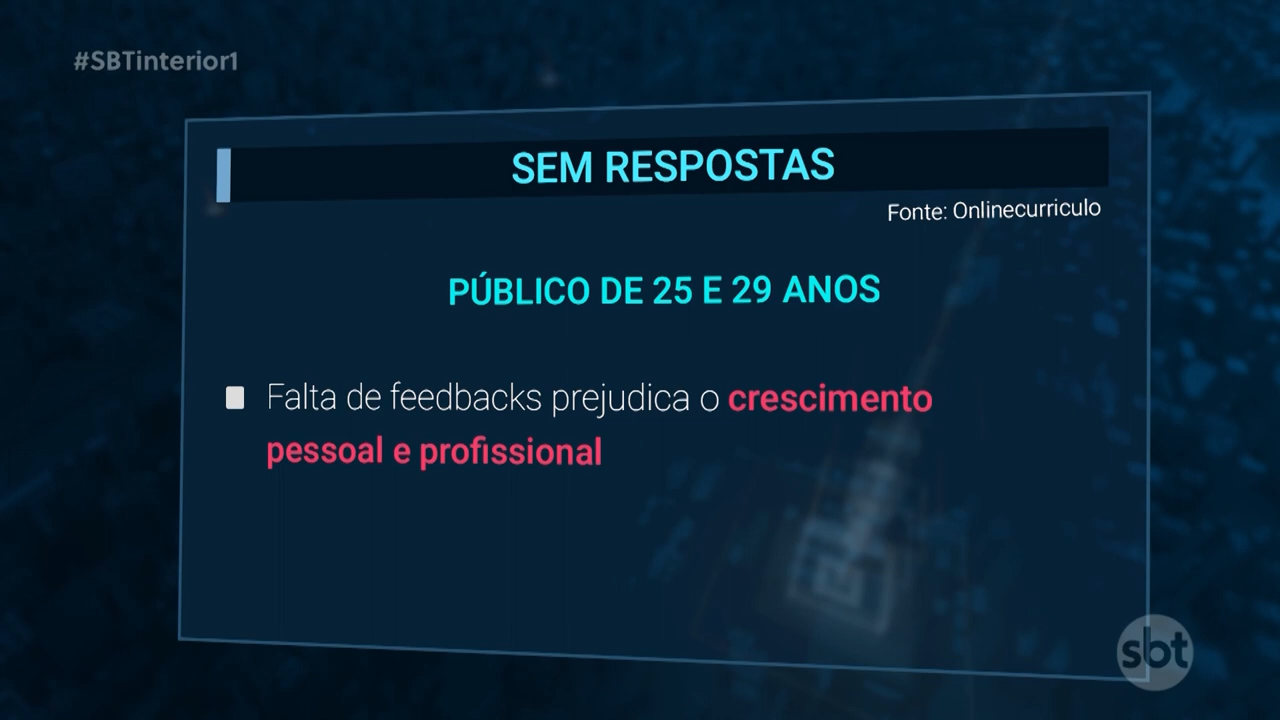 #SBTinterior1
SEM RESPOSTAS
Fonte: Onlinecurriculo
PÚBLICO DE 25 E 29 ANOS
Falta de feedbacks prejudica o crescimento
pessoal e profissional
sbt